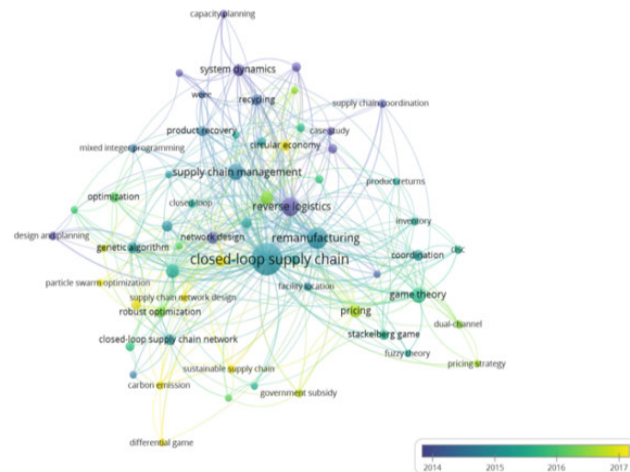 capacity planning
system dynamics
weee
recycling
supply chain coordination
product recovery
case study
circular economy
mixed integer programming
supply chain management
product returns
optimization
closed-loop
reverse logistics
inventory
design and planning
network design
remanufacturing
genetic algorithm
clsc
coordination
closed-loop supply chain
particle swarm optimization
facility location
supply chain network design
game theory
robust optimization
pricing
dual-channel
closed-loop supply chain network
stackelberg game
fuzzy theory
sustainable supply chain
pricing strategy
carbon emission
government subsidy
differential game
2014 2015 2016 2017